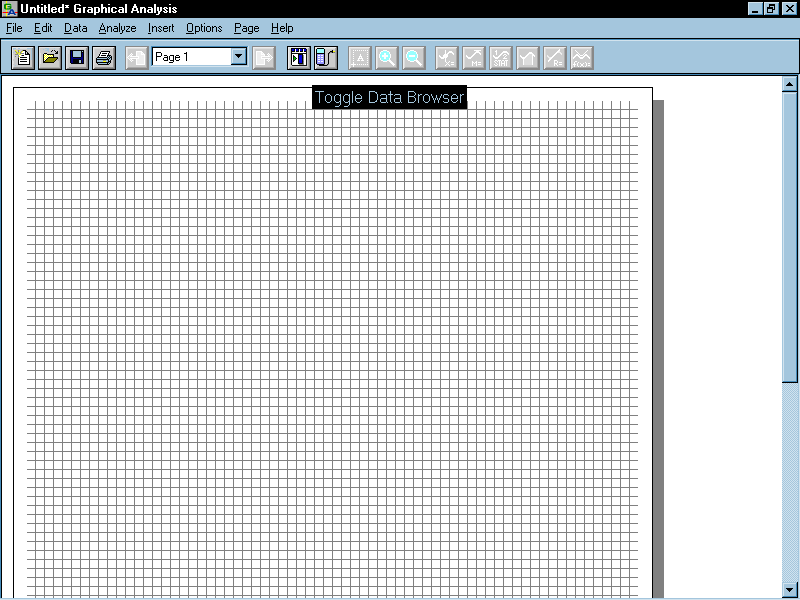 Untitled* Graphical Analysis
File Edit Data Analyze Insert Options Page Help
Page 1
Toggle Data Browser